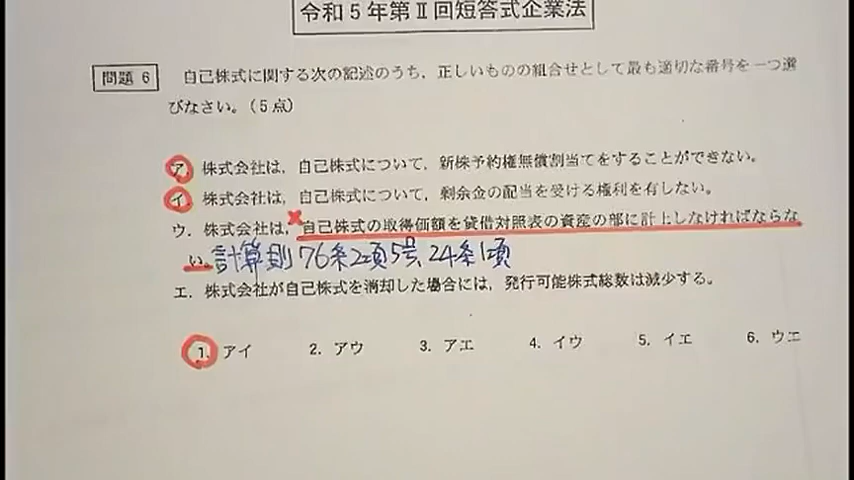 令和5年第Ⅱ回短答式企業法
問題 6 自己株式に関する次の記述のうち，正しいものの組合せとして最も適切な番号を一つ選
びなさい。（5点）
ア．株式会社は，自己株式について，新株予約権無償割当てをすることができない。
イ．株式会社は，自己株式について，剰余金の配当を受ける権利を有しない。
ウ．株式会社は，自己株式の取得価額を貸借対照表の資産の部に計上しなければならな
い。計算則76条2項5号、24条1項
エ．株式会社が自己株式を消却した場合には，発行可能株式総数は減少する。
1．アイ 2．アウ 3．アエ 4．イウ 5．イエ 6．ウエ